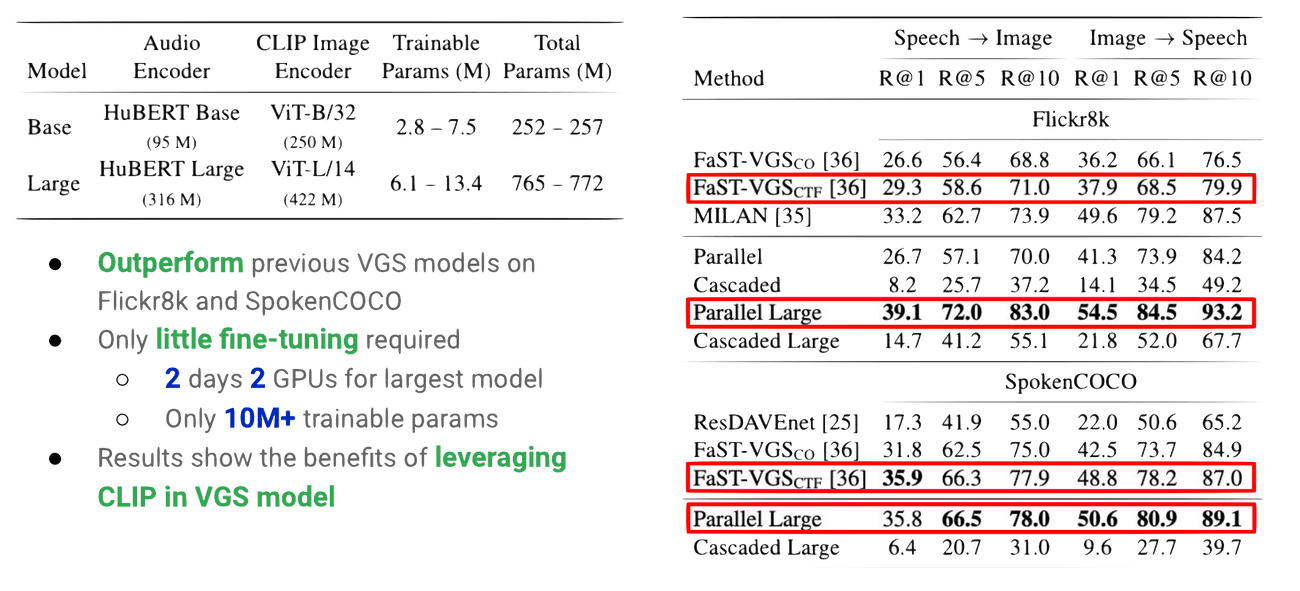 Audio CLIP Image Trainable Total
Model Encoder Encoder Params (M) Params (M)
Base HuBERT Base (95 M) ViT-B/32 (250 M) 2.8 – 7.5 252 – 257
Large HuBERT Large (316 M) ViT-L/14 (422 M) 6.1 – 13.4 765 – 772
● Outperform previous VGS models on
Flickr8k and SpokenCOCO
● Only little fine-tuning required
○ 2 days 2 GPUs for largest model
○ Only 10M+ trainable params
● Results show the benefits of leveraging
CLIP in VGS model
Speech → Image Image → Speech
Method R@1 R@5 R@10 R@1 R@5 R@10
Flickr8k
FaST-VGSCO [36] 26.6 56.4 68.8 36.2 66.1 76.5
FaST-VGSCTF [36] 29.3 58.6 71.0 37.9 68.5 79.9
MILAN [35] 33.2 62.7 73.9 49.6 79.2 87.5
Parallel 26.7 57.1 70.0 41.3 73.9 84.2
Cascaded 8.2 25.7 37.2 14.1 34.5 49.2
Parallel Large 39.1 72.0 83.0 54.5 84.5 93.2
Cascaded Large 14.7 41.2 55.1 21.8 52.0 67.7
SpokenCOCO
ResDAVEnet [25] 17.3 41.9 55.0 22.0 50.6 65.2
FaST-VGSCO [36] 31.8 62.5 75.0 42.5 73.7 84.9
FaST-VGSCTF [36] 35.9 66.3 77.9 48.8 78.2 87.0
Parallel Large 35.8 66.5 78.0 50.6 80.9 89.1
Cascaded Large 6.4 20.7 31.0 9.6 27.7 39.7